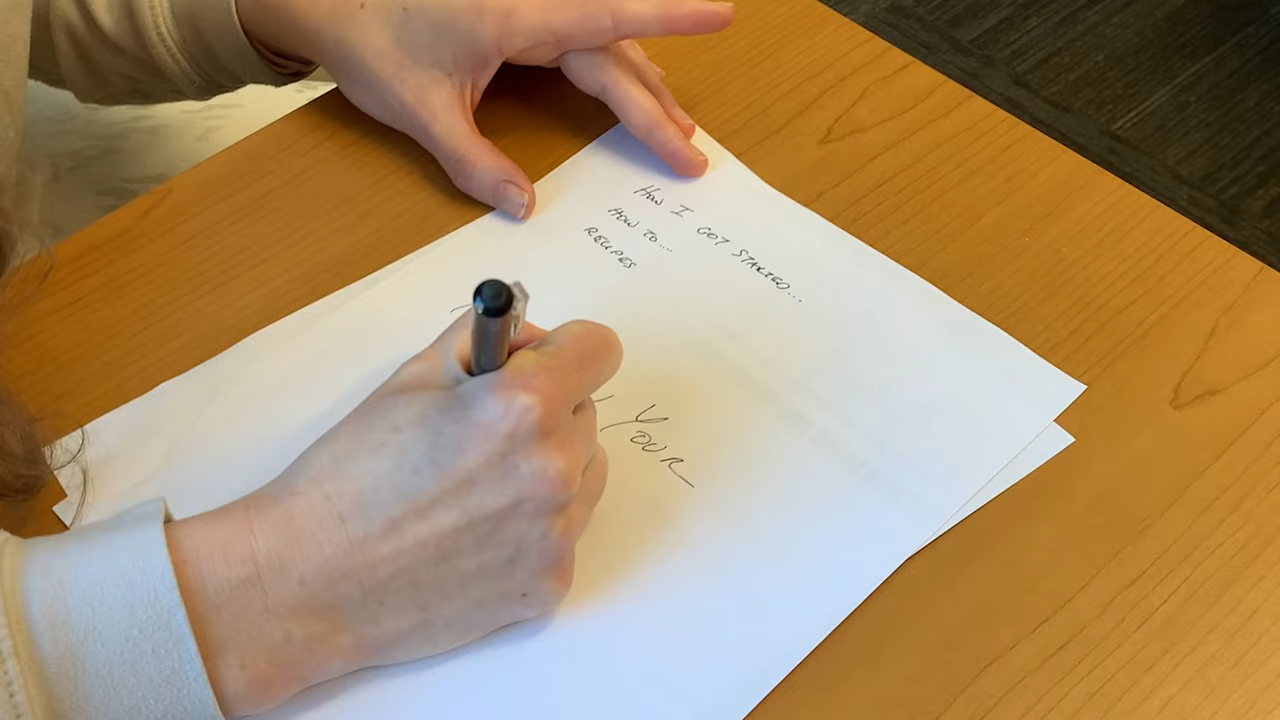 HOW I GOT STARTED...
HOW TO....
RECIPES
YOUR